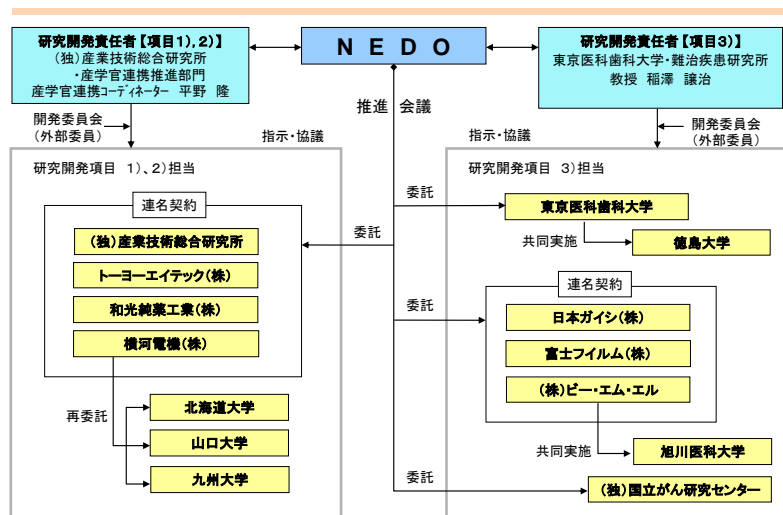 研究開発責任者【項目1),2)】
(独)産業技術総合研究所
・産学官連携推進部門
産学官連携コーディネーター 平野 隆
NEDO
研究開発責任者【項目3)】
東京医科歯科大学・難治疾患研究所
教授 稲澤 譲治
推進 会議
開発委員会
(外部委員)
指示・協議
指示・協議
開発委員会
(外部委員)
研究開発項目 1)、2)担当
連名契約
(独)産業技術総合研究所
トーヨーエイテック(株)
和光純薬工業(株)
横河電機(株)
再委託
北海道大学
山口大学
九州大学
委託
研究開発項目 3)担当
委託
東京医科歯科大学
共同実施
徳島大学
委託
連名契約
日本ガイシ(株)
富士フイルム(株)
(株)ビー・エム・エル
共同実施
旭川医科大学
委託
(独)国立がん研究センター